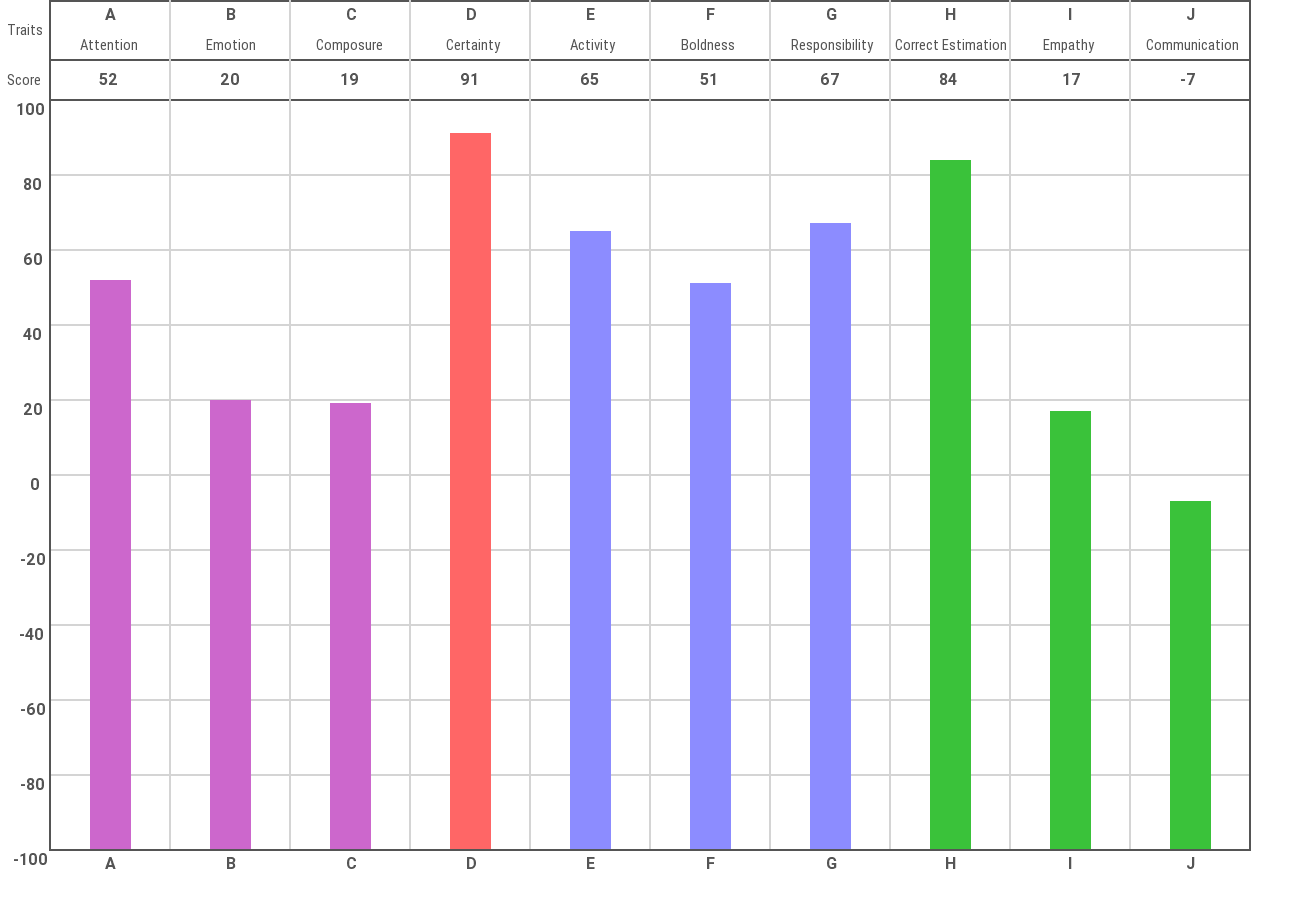 Traits
A B C D E F G H I J
Attention Emotion Composure Certainty Activity Boldness Responsibility Correct Estimation Empathy Communication
Score 52 20 19 91 65 51 67 84 17 -7
100
80
60
40
20
0
-20
-40
-60
-80
-100
A B C D E F G H I J